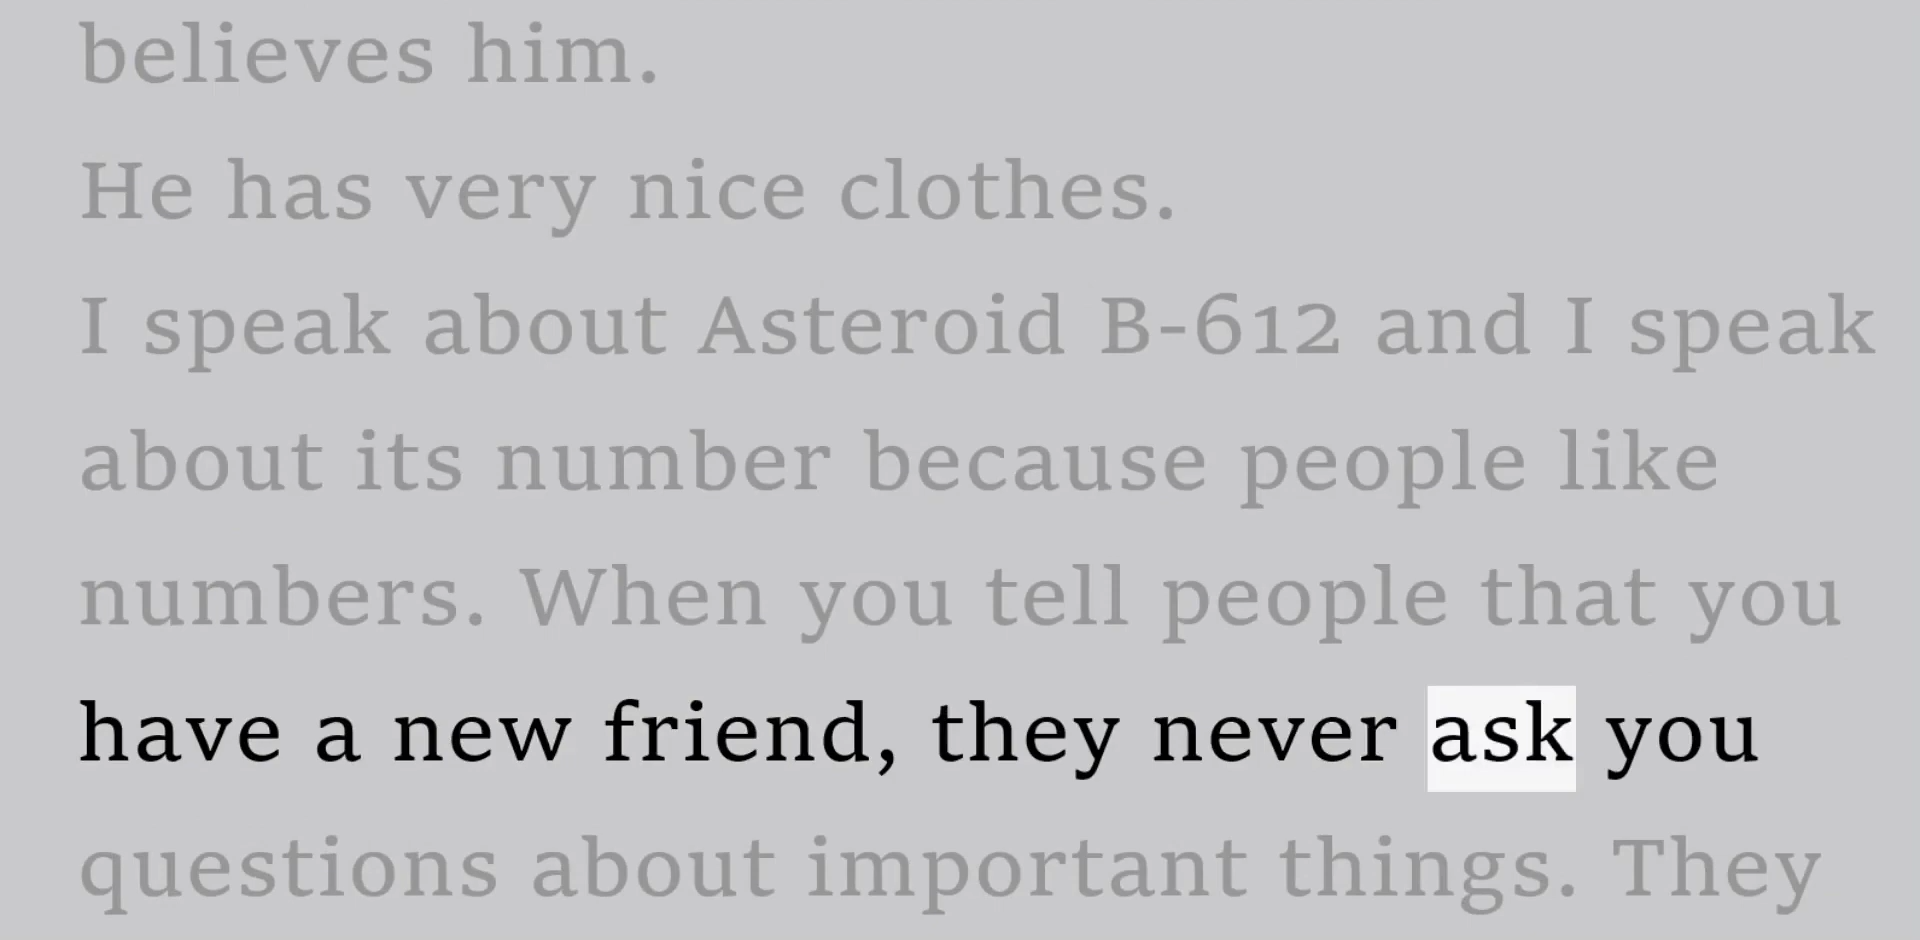 believes him.
He has very nice clothes.
I speak about Asteroid B-612 and I speak
about its number because people like
numbers. When you tell people that you
have a new friend, they never ask you
questions about important things. They